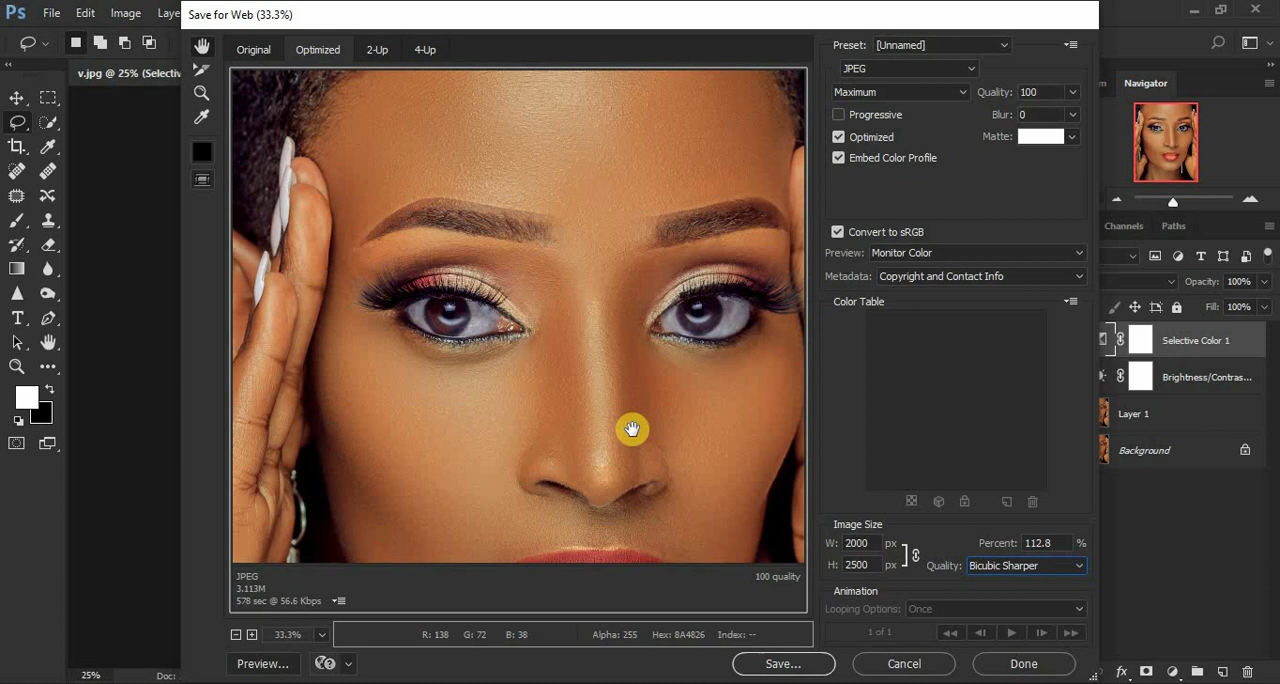 Ps File Edit Image Laye
Save for Web (33.3%)
v.jpg @ 25% (Selectiv
Original Optimized 2-Up 4-Up
Preset: [Unnamed]
JPEG
Maximum Quality: 100
Progressive Blur: 0
Optimized Matte:
Embed Color Profile
Convert to sRGB
Preview: Monitor Color
Metadata: Copyright and Contact Info
Color Table
Image Size
W: 2000 px Percent: 112.8 %
H: 2500 px Quality: Bicubic Sharper
Animation
Looping Options: Once
1 of 1
JPEG
3.113M
578 sec @ 56.6 Kbps
100 quality
33.3% R: 138 G: 72 B: 38 Alpha: 255 Hex: 8A4826 Index: --
Preview... Save... Cancel Done
25% Doc:
Navigator
Channels Paths
Opacity: 100%
Fill: 100%
Selective Color 1
Brightness/Contras...
Layer 1
Background
fx